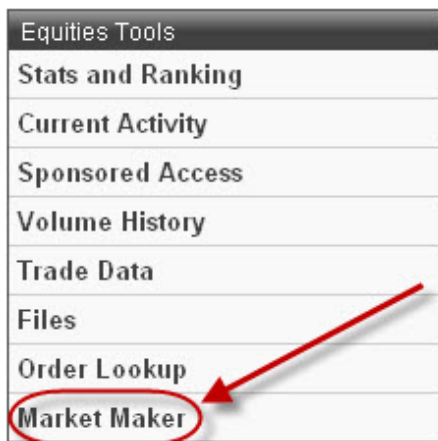 Equities Tools
Stats and Ranking
Current Activity
Sponsored Access
Volume History
Trade Data
Files
Order Lookup
Market Maker